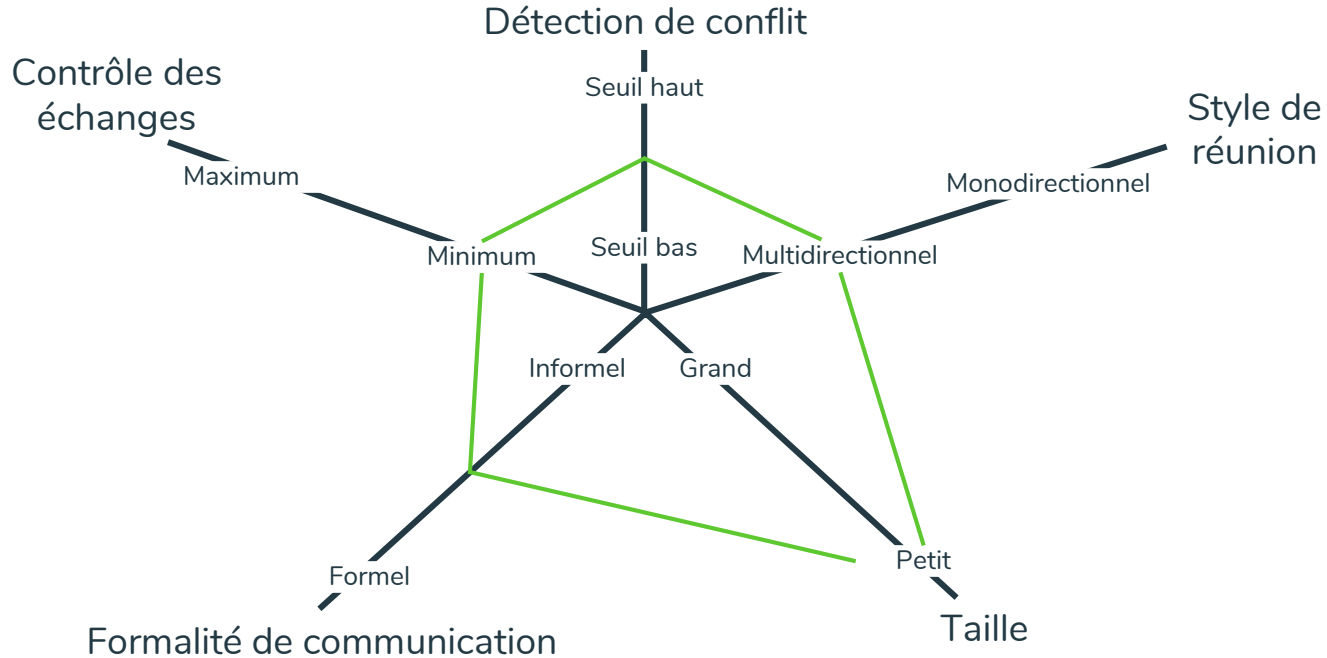 Détection de conflit
Contrôle des
échanges
Seuil haut
Style de
réunion
Maximum
Monodirectionnel
Minimum
Seuil bas
Multidirectionnel
Informel
Grand
Formel
Petit
Formalité de communication
Taille